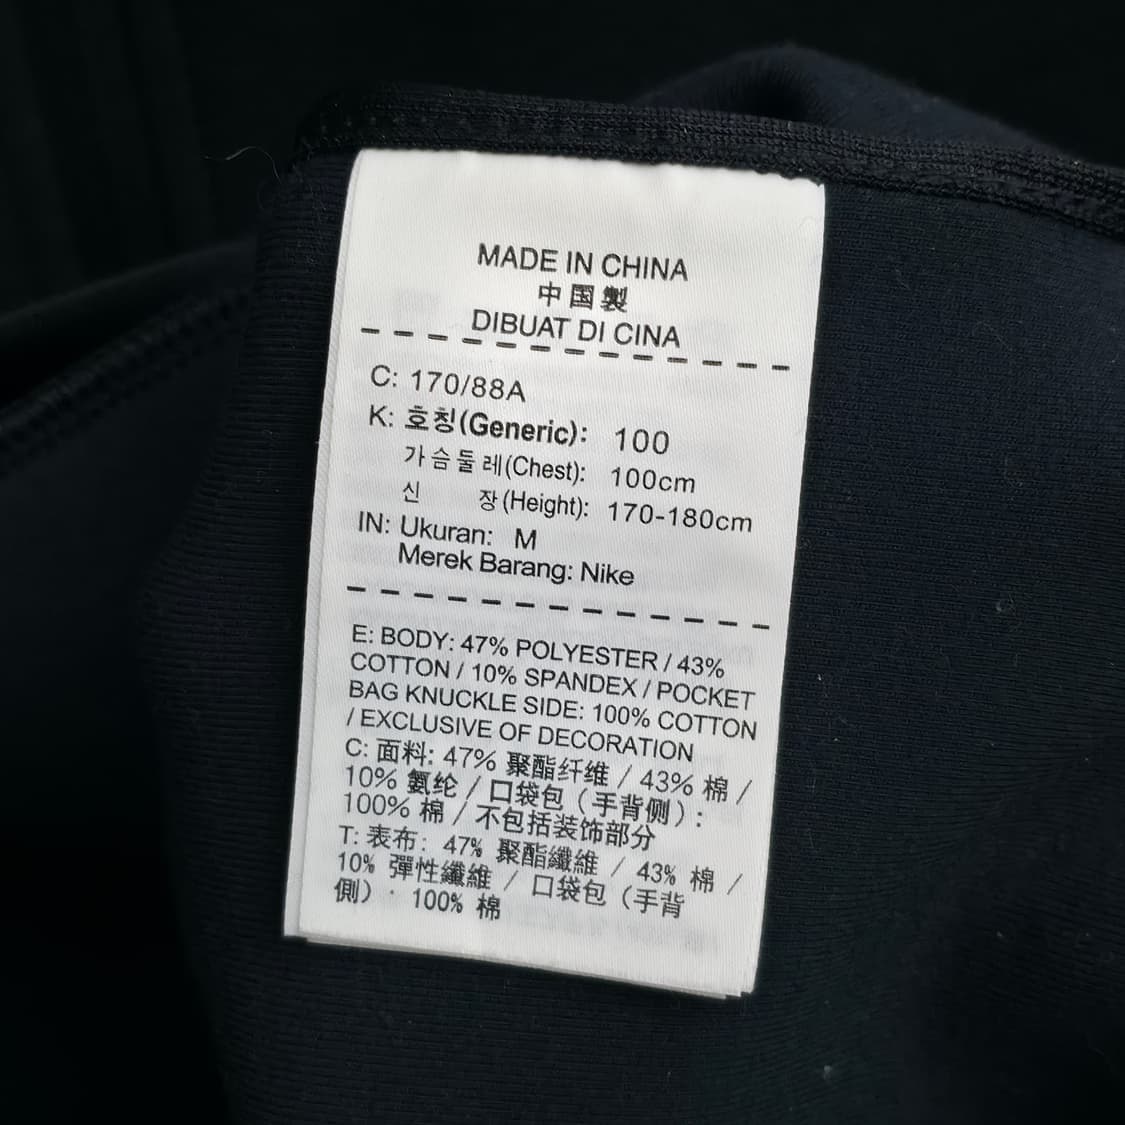 MADE IN CHINA
中国製
DIBUAT DI CINA
C: 170/88A
K: 호칭(Generic): 100
가슴둘레(Chest): 100cm
신 장(Height): 170-180cm
IN: Ukuran: M
Merek Barang: Nike
E: BODY: 47% POLYESTER / 43%
COTTON / 10% SPANDEX / POCKET
BAG KNUCKLE SIDE: 100% COTTON
/ EXCLUSIVE OF DECORATION
C: 面料: 47% 聚酯纤维 / 43% 棉 /
10% 氨纶 / 口袋包（手背侧）:
100% 棉 / 不包括装饰部分
T: 表布: 47% 聚酯纖維 / 43% 棉 /
10% 彈性纖維 / 口袋包（手背
側）· 100% 棉